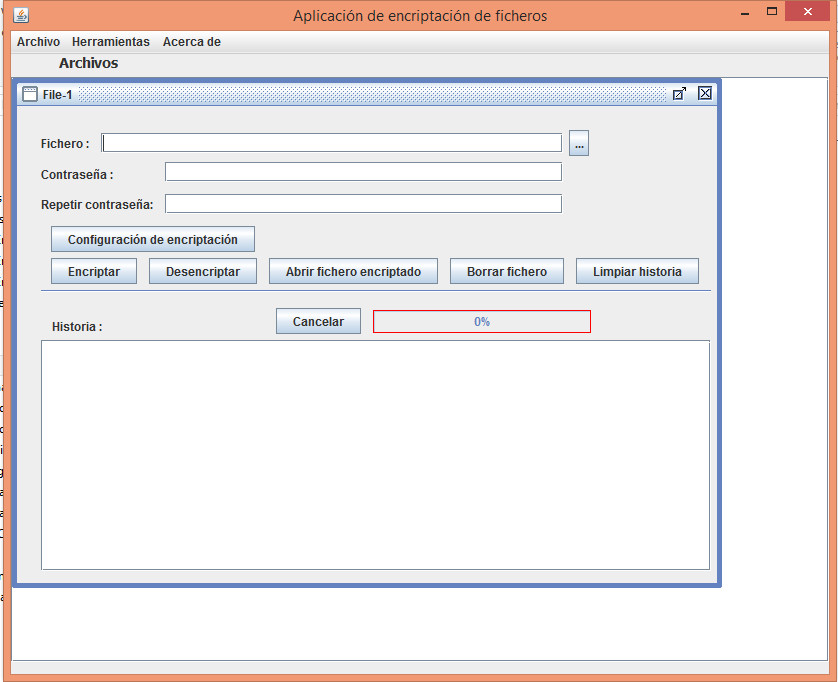 Aplicación de encriptación de ficheros
Archivo Herramientas Acerca de
Archivos
File-1
Fichero : ...
Contraseña :
Repetir contraseña:
Configuración de encriptación
Encriptar Desencriptar Abrir fichero encriptado Borrar fichero Limpiar historia
Historia : Cancelar 0%